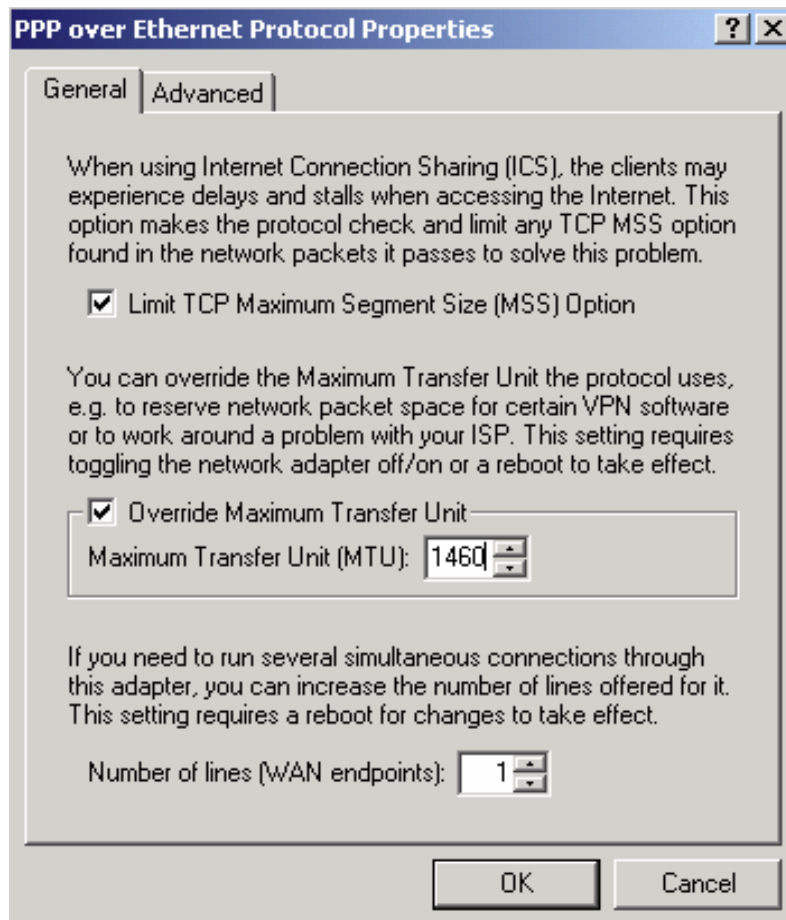 PPP over Ethernet Protocol Properties
General
Advanced
When using Internet Connection Sharing (ICS), the clients may
experience delays and stalls when accessing the Internet. This
option makes the protocol check and limit any TCP MSS option
found in the network packets it passes to solve this problem.
Limit TCP Maximum Segment Size (MSS) Option
You can override the Maximum Transfer Unit the protocol uses,
e.g. to reserve network packet space for certain VPN software
or to work around a problem with your ISP. This setting requires
toggling the network adapter off/on or a reboot to take effect.
Override Maximum Transfer Unit
Maximum Transfer Unit (MTU): 1460
If you need to run several simultaneous connections through
this adapter, you can increase the number of lines offered for it.
This setting requires a reboot for changes to take effect.
Number of lines (WAN endpoints): 1
OK
Cancel